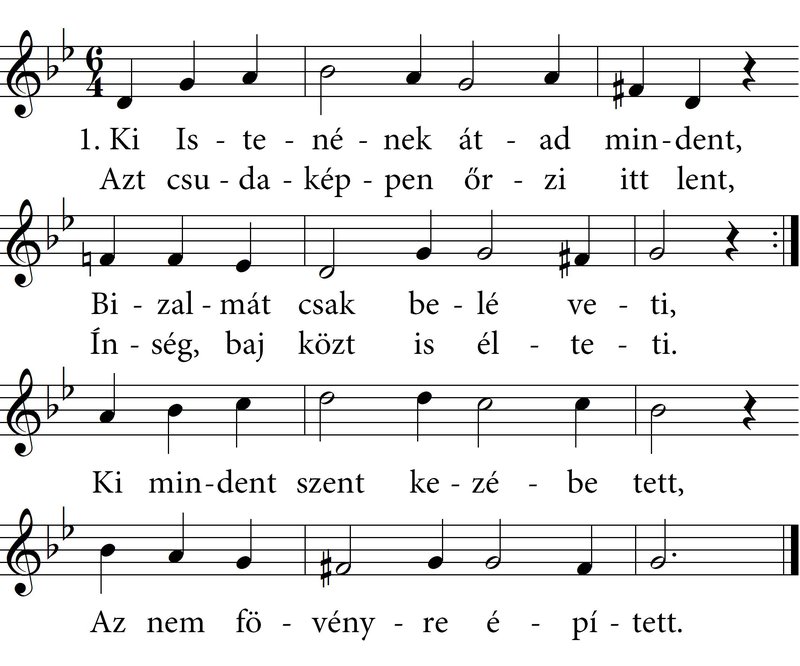 6
4
1. Ki Is - te - né - nek át - ad min - dent,
Azt csu - da - kép - pen őr - zi itt lent,
Bi - zal - mát csak be - lé ve - ti,
Ín - ség, baj közt is él - te - ti.
Ki min - dent szent ke - zé - be tett,
Az nem fö - vény - re é - pí - tett.